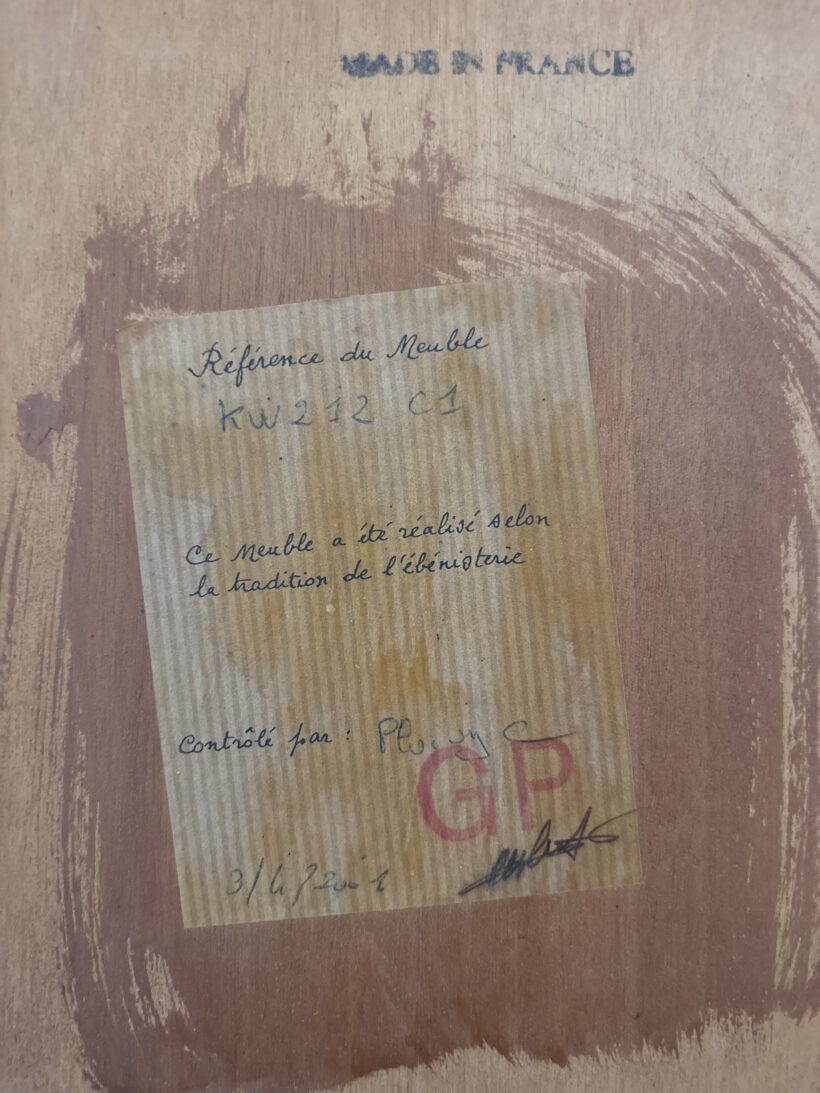 MADE IN FRANCE
Référence du Meuble
KW212 C1
Ce Meuble a été réalisé selon
la tradition de l'ébénisterie
Contrôlé par :
GP
3/4/2001